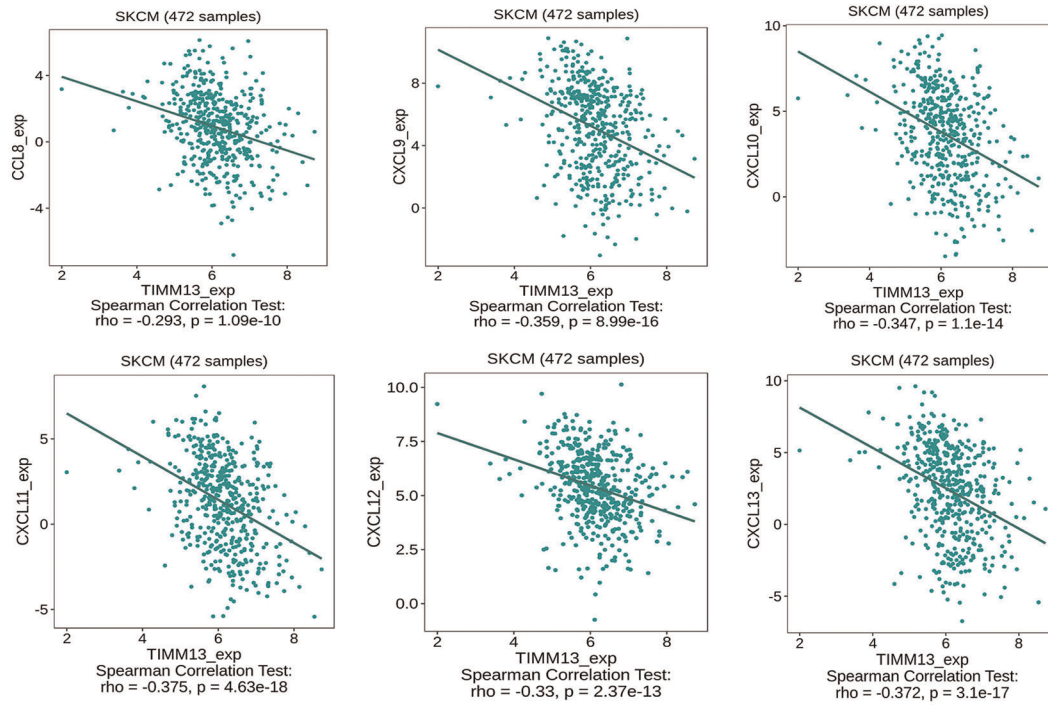 SKCM (472 samples)
CCL8_exp
4
0
-4
2
4
6
8
TIMM13_exp
Spearman Correlation Test:
rho = -0.293, p = 1.09e-10
SKCM (472 samples)
CXCL9_exp
8
4
0
2
4
6
8
TIMM13_exp
Spearman Correlation Test:
rho = -0.359, p = 8.99e-16
SKCM (472 samples)
CXCL10_exp
10
5
0
2
4
6
8
TIMM13_exp
Spearman Correlation Test:
rho = -0.347, p = 1.1e-14
SKCM (472 samples)
CXCL11_exp
5
0
-5
2
4
6
8
TIMM13_exp
Spearman Correlation Test:
rho = -0.375, p = 4.63e-18
SKCM (472 samples)
CXCL12_exp
10.0
7.5
5.0
2.5
0.0
2
4
6
8
TIMM13_exp
Spearman Correlation Test:
rho = -0.33, p = 2.37e-13
SKCM (472 samples)
CXCL13_exp
10
5
0
-5
2
4
6
8
TIMM13_exp
Spearman Correlation Test:
rho = -0.372, p = 3.1e-17